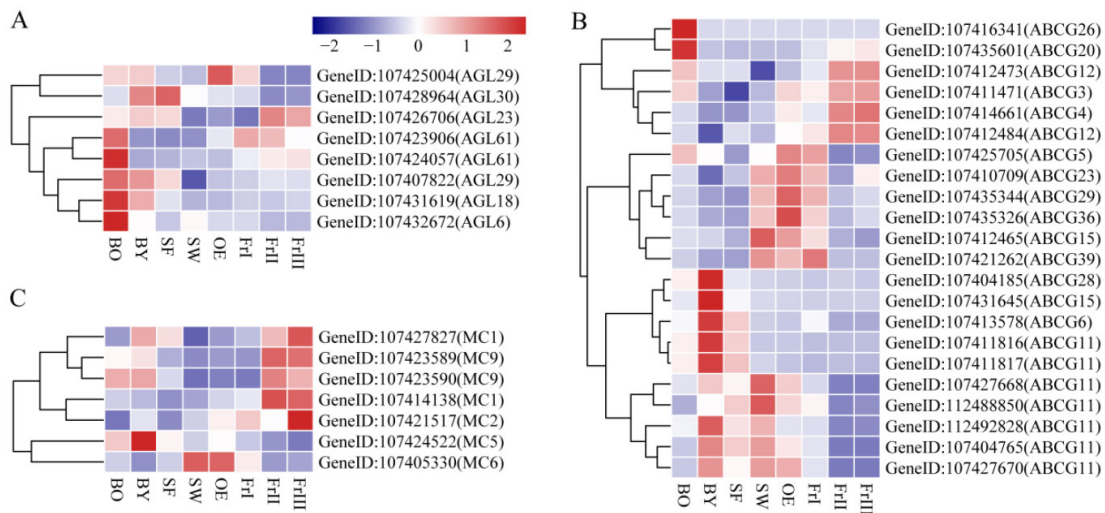 A
−2 −1 0 1 2
GeneID:107425004(AGL29)
GeneID:107428964(AGL30)
GeneID:107426706(AGL23)
GeneID:107423906(AGL61)
GeneID:107424057(AGL61)
GeneID:107407822(AGL29)
GeneID:107431619(AGL18)
GeneID:107432672(AGL6)
BO BY SF SW OE FrI FrII FrIII
B
GeneID:107416341(ABCG26)
GeneID:107435601(ABCG20)
GeneID:107412473(ABCG12)
GeneID:107411471(ABCG3)
GeneID:107414661(ABCG4)
GeneID:107412484(ABCG12)
GeneID:107425705(ABCG5)
GeneID:107410709(ABCG23)
GeneID:107435344(ABCG29)
GeneID:107435326(ABCG36)
GeneID:107412465(ABCG15)
GeneID:107421262(ABCG39)
GeneID:107404185(ABCG28)
GeneID:107431645(ABCG15)
GeneID:107413578(ABCG6)
GeneID:107411816(ABCG11)
GeneID:107411817(ABCG11)
GeneID:107427668(ABCG11)
GeneID:112488850(ABCG11)
GeneID:112492828(ABCG11)
GeneID:107404765(ABCG11)
GeneID:107427670(ABCG11)
BO BY SF SW OE FrI FrII FrIII
C
GeneID:107427827(MC1)
GeneID:107423589(MC9)
GeneID:107423590(MC9)
GeneID:107414138(MC1)
GeneID:107421517(MC2)
GeneID:107424522(MC5)
GeneID:107405330(MC6)
BO BY SF SW OE FrI FrII FrIII